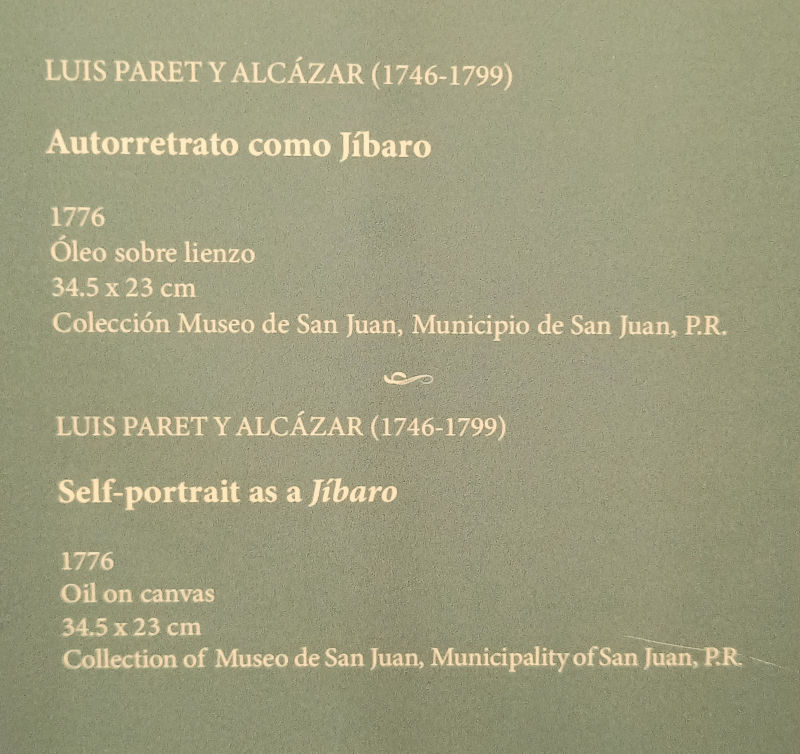 LUIS PARET Y ALCÁZAR (1746-1799)
Autorretrato como Jíbaro
1776
Óleo sobre lienzo
34.5 x 23 cm
Colección Museo de San Juan, Municipio de San Juan, P.R.
LUIS PARET Y ALCÁZAR (1746-1799)
Self-portrait as a Jíbaro
1776
Oil on canvas
34.5 x 23 cm
Collection of Museo de San Juan, Municipality of San Juan, P.R.